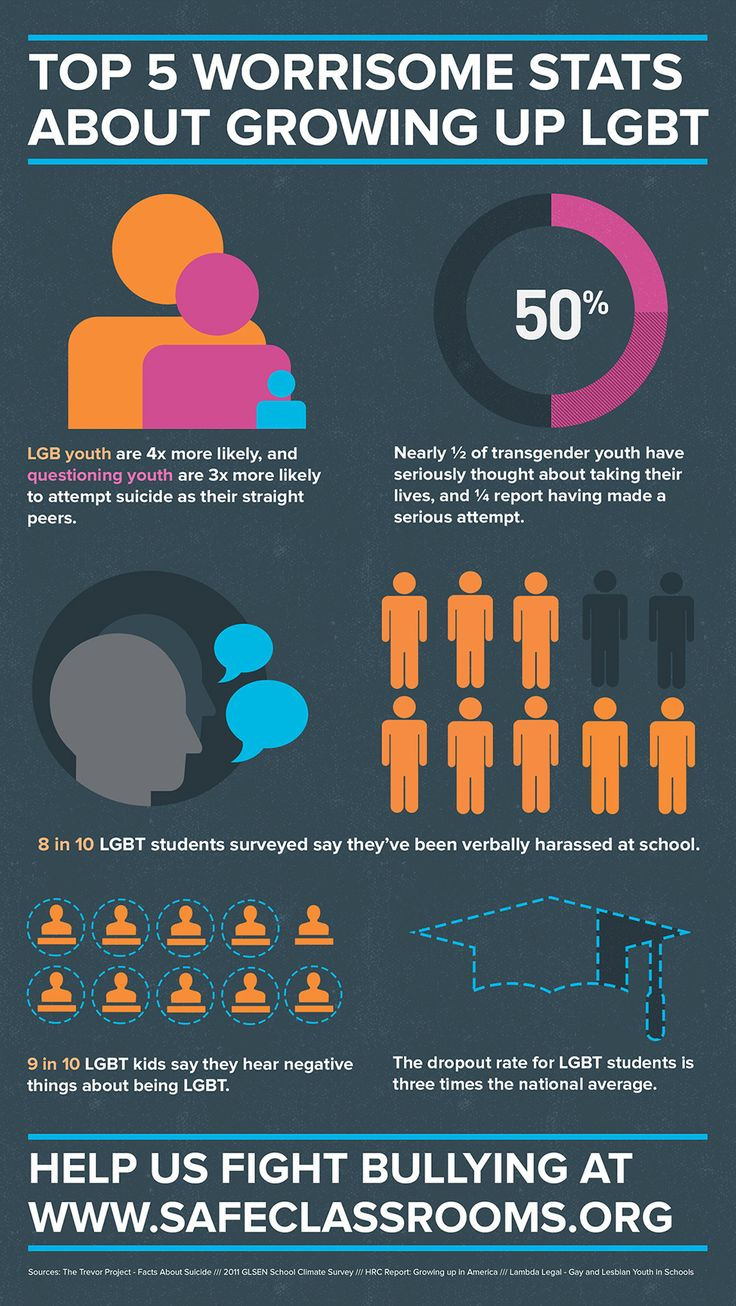 TOP 5 WORRISOME STATS
ABOUT GROWING UP LGBT
50%
LGB youth are 4x more likely, and
questioning youth are 3x more likely
to attempt suicide as their straight
peers.
Nearly ½ of transgender youth have
seriously thought about taking their
lives, and ¼ report having made a
serious attempt.
8 in 10 LGBT students surveyed say they've been verbally harassed at school.
9 in 10 LGBT kids say they hear negative
things about being LGBT.
The dropout rate for LGBT students is
three times the national average.
HELP US FIGHT BULLYING AT
WWW.SAFECLASSROOMS.ORG
Sources: The Trevor Project - Facts About Suicide /// 2011 GLSEN School Climate Survey /// HRC Report: Growing up in America /// Lambda Legal - Gay and Lesbian Youth in Schools